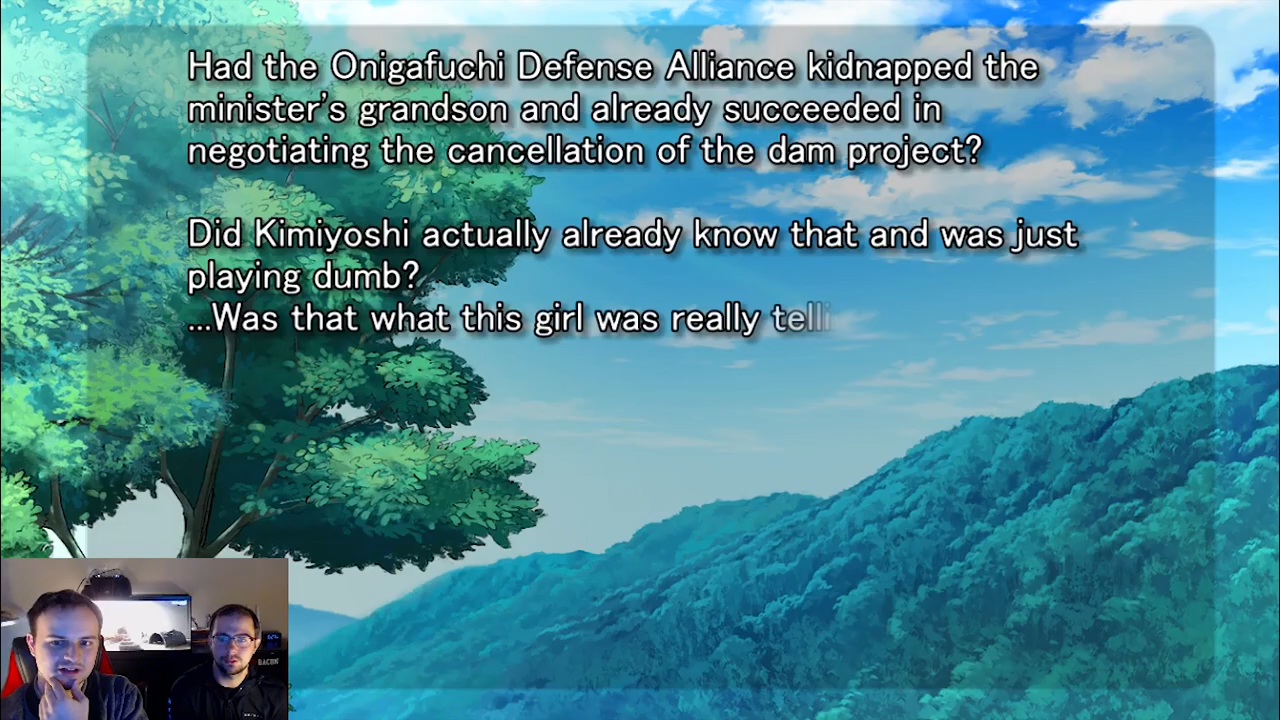 Had the Onigafuchi Defense Alliance kidnapped the
minister's grandson and already succeeded in
negotiating the cancellation of the dam project?
Did Kimiyoshi actually already know that and was just
playing dumb?
...Was that what this girl was really telli
BACON